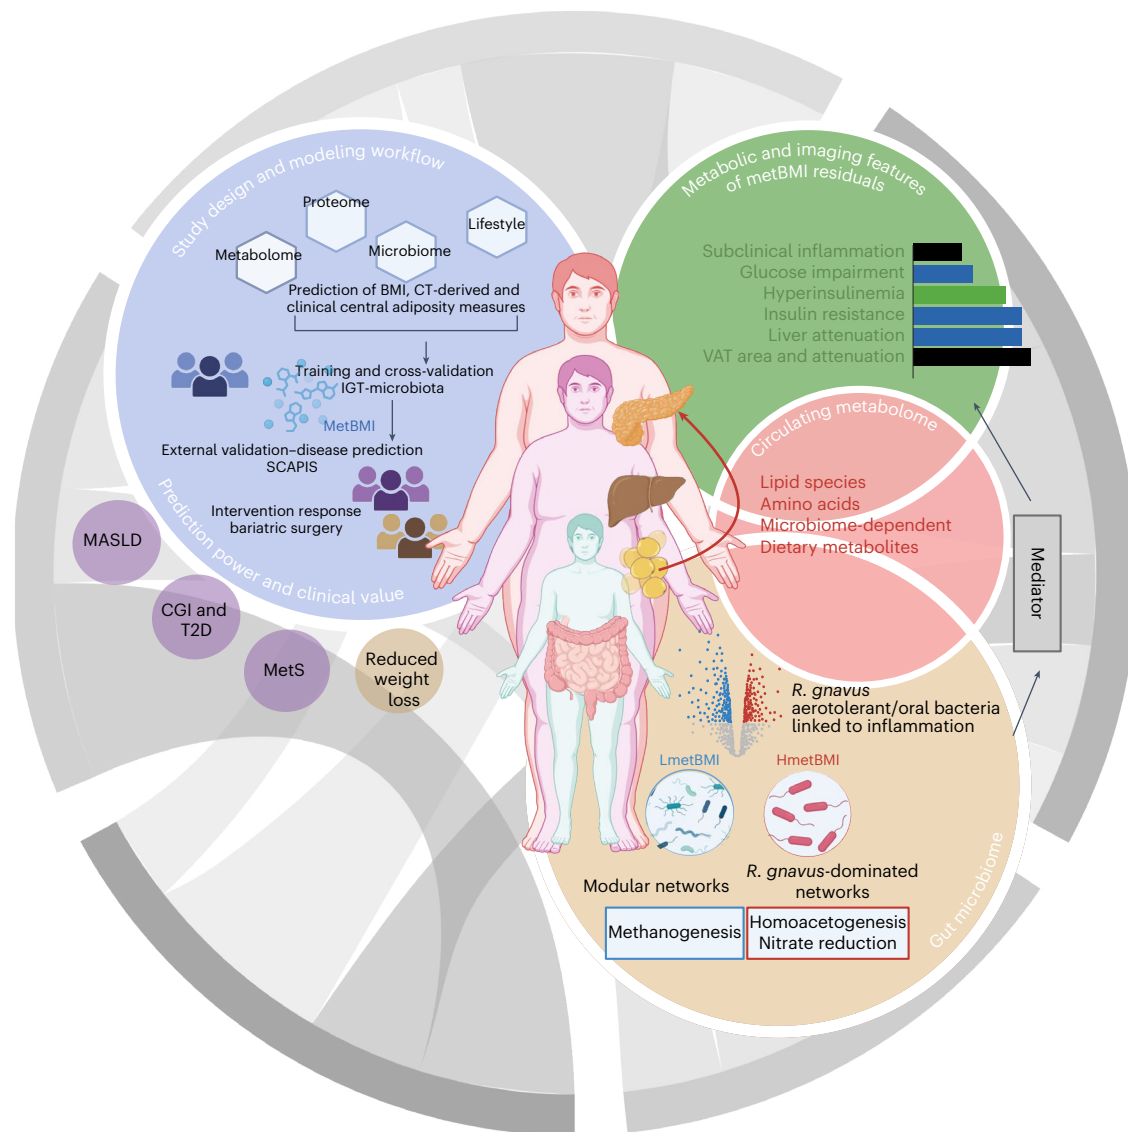 Study design and modeling workflow
Proteome
Lifestyle
Metabolome
Microbiome
Prediction of BMI, CT-derived and
clinical central adiposity measures
Training and cross-validation
IGT-microbiota
MetBMI
External validation–disease prediction
SCAPIS
Intervention response
bariatric surgery
Prediction power and clinical value
MASLD
CGI and
T2D
MetS
Reduced
weight
loss
Metabolic and imaging features
of metBMI residuals
Subclinical inflammation
Glucose impairment
Hyperinsulinemia
Insulin resistance
Liver attenuation
VAT area and attenuation
Circulating metabolome
Lipid species
Amino acids
Microbiome-dependent
Dietary metabolites
Mediator
R. gnavus
aerotolerant/oral bacteria
linked to inflammation
LmetBMI
HmetBMI
Modular networks
R. gnavus-dominated
networks
Methanogenesis
Homoacetogenesis
Nitrate reduction
Gut microbiome